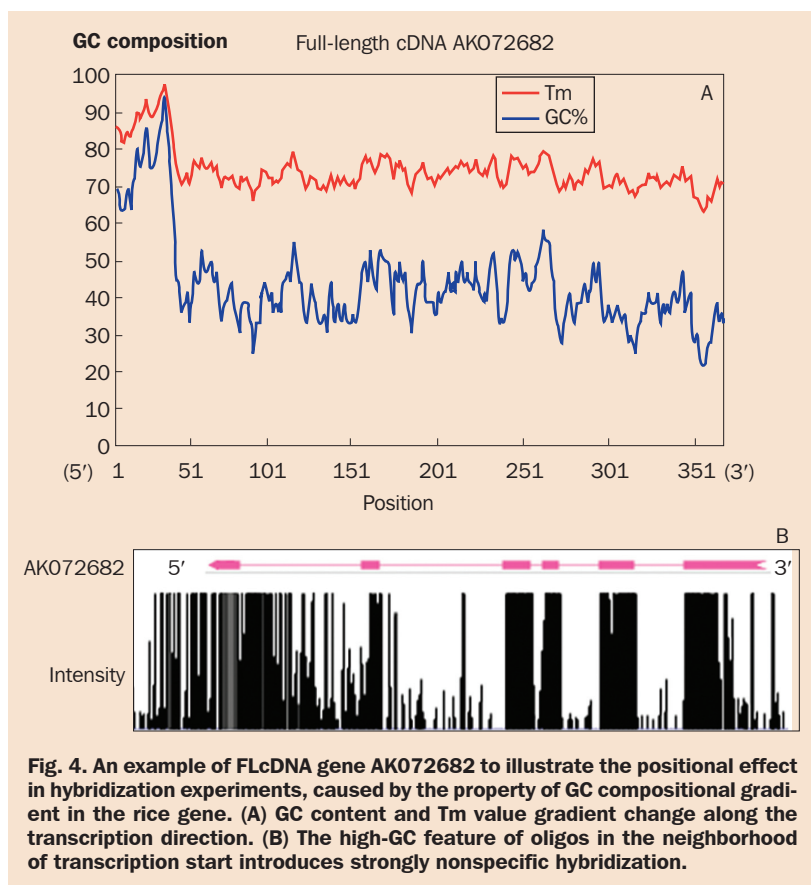 GC composition Full-length cDNA AK072682
100
90
80
70
60
50
40
30
20
10
0
Tm
GC%
A
(5′) 1 51 101 151 201 251 301 351 (3′)
Position
B
AK072682 5′ 3′
Intensity
Fig. 4. An example of FLcDNA gene AK072682 to illustrate the positional effect
in hybridization experiments, caused by the property of GC compositional gradi-
ent in the rice gene. (A) GC content and Tm value gradient change along the
transcription direction. (B) The high-GC feature of oligos in the neighborhood
of transcription start introduces strongly nonspecific hybridization.